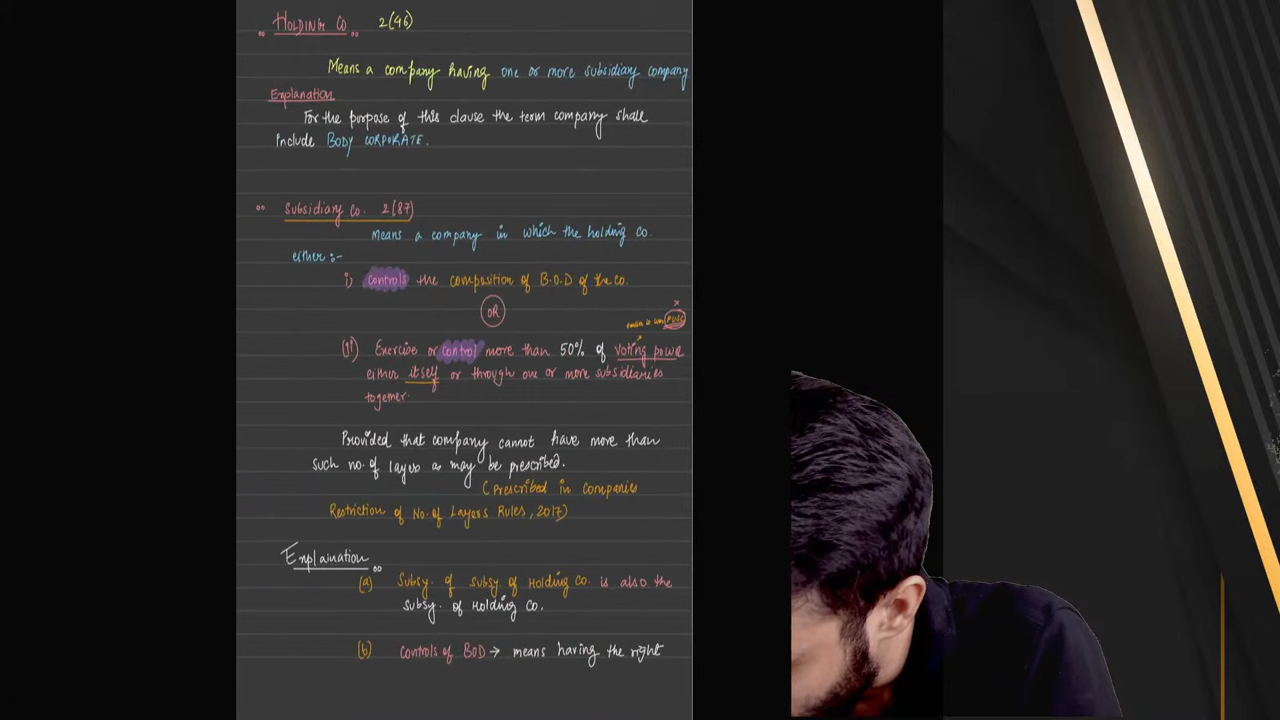 HOLDING CO 2(46)
Means a company having one or more subsidiary company
Explanation
For the purpose of this clause the term company shall
include BODY CORPORATE.
Subsidiary Co. 2(87)
Means a company in which the holding Co.
either :-
i) controls the composition of B.O.D of the co.
OR
x
(ii) Exercise or control more than 50% of voting power
either itself or through one or more subsidiaries
together.
Provided that company cannot have more than
such no. of layers as may be prescribed.
(Prescribed in Companies
Restriction of No. of Layers Rules, 2017)
Explaination
(a) Subsy. of subsy. of Holding Co. is also the
subsy. of Holding Co.
(b) Controls of BOD → means having the right